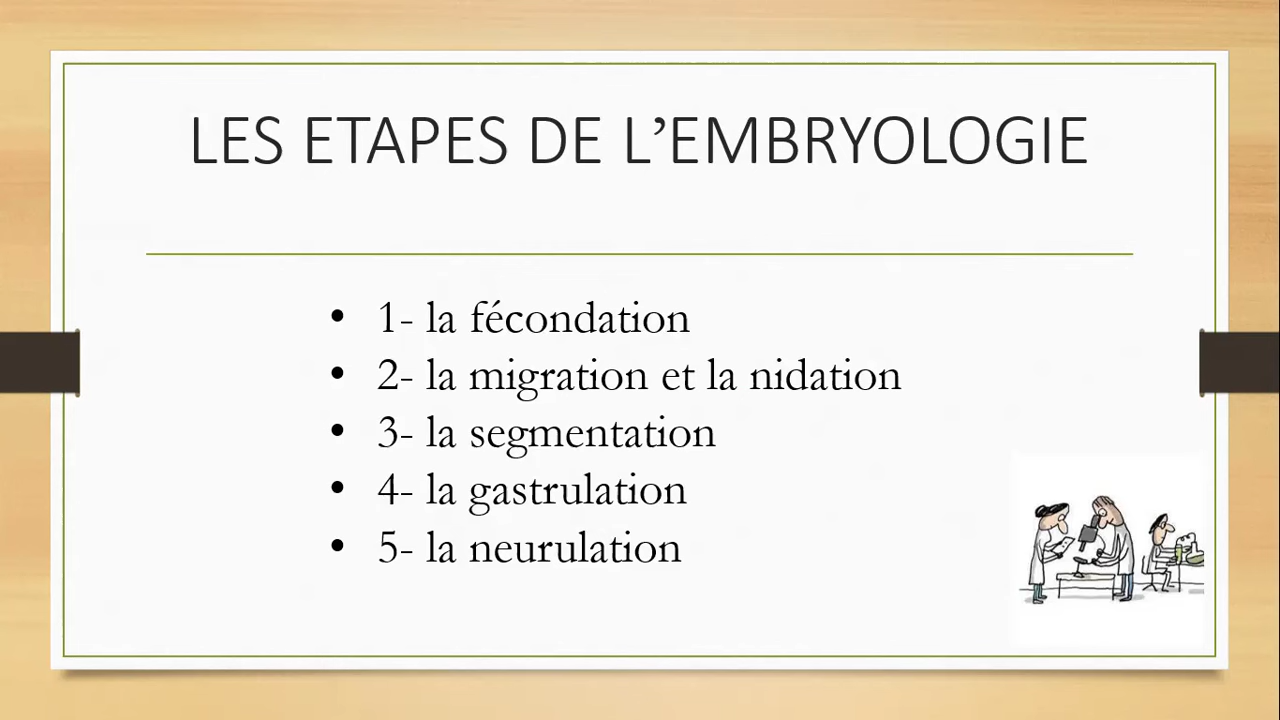 LES ETAPES DE L’EMBRYOLOGIE
• 1- la fécondation
• 2- la migration et la nidation
• 3- la segmentation
• 4- la gastrulation
• 5- la neurulation